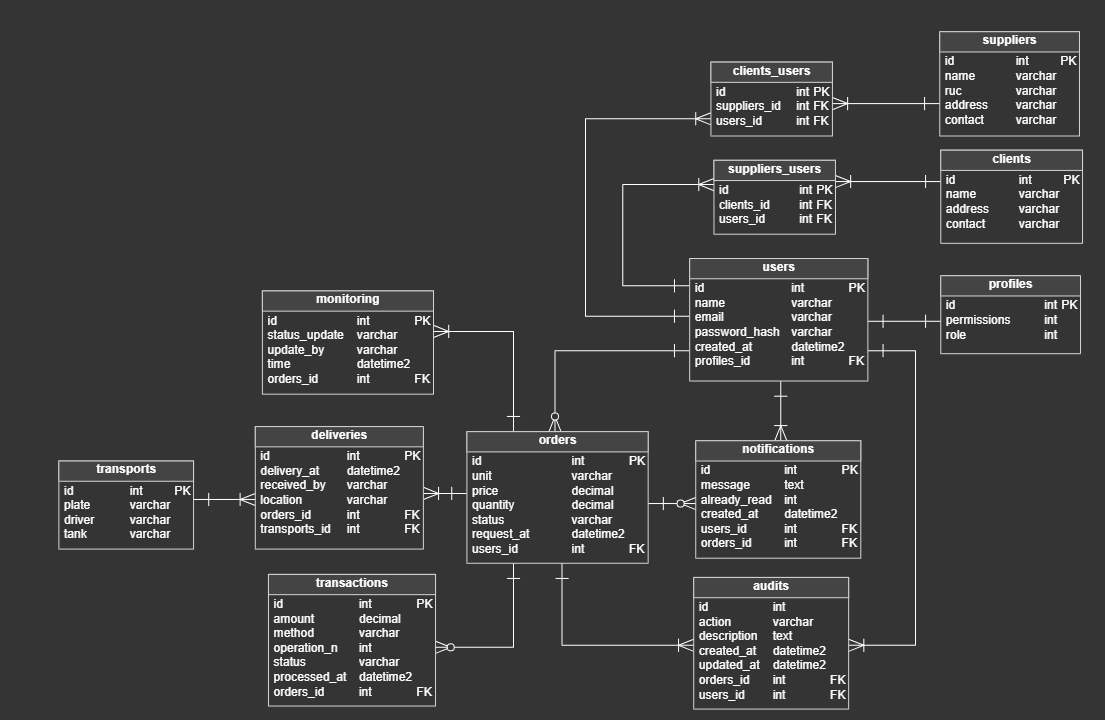 suppliers
id int PK
name varchar
ruc varchar
address varchar
contact varchar
clients_users
id int PK
suppliers_id int FK
users_id int FK
clients
id int PK
name varchar
address varchar
contact varchar
suppliers_users
id int PK
clients_id int FK
users_id int FK
users
id int PK
name varchar
email varchar
password_hash varchar
created_at datetime2
profiles_id int FK
profiles
id int PK
permissions int
role int
monitoring
id int PK
status_update varchar
update_by varchar
time datetime2
orders_id int FK
deliveries
id int PK
delivery_at datetime2
received_by varchar
location varchar
orders_id int FK
transports_id int FK
transports
id int PK
plate varchar
driver varchar
tank varchar
orders
id int PK
unit varchar
price decimal
quantity decimal
status varchar
request_at datetime2
users_id int FK
notifications
id int PK
message text
already_read int
created_at datetime2
users_id int FK
orders_id int FK
transactions
id int PK
amount decimal
method varchar
operation_n int
status varchar
processed_at datetime2
orders_id int FK
audits
id int
action varchar
description text
created_at datetime2
updated_at datetime2
orders_id int FK
users_id int FK